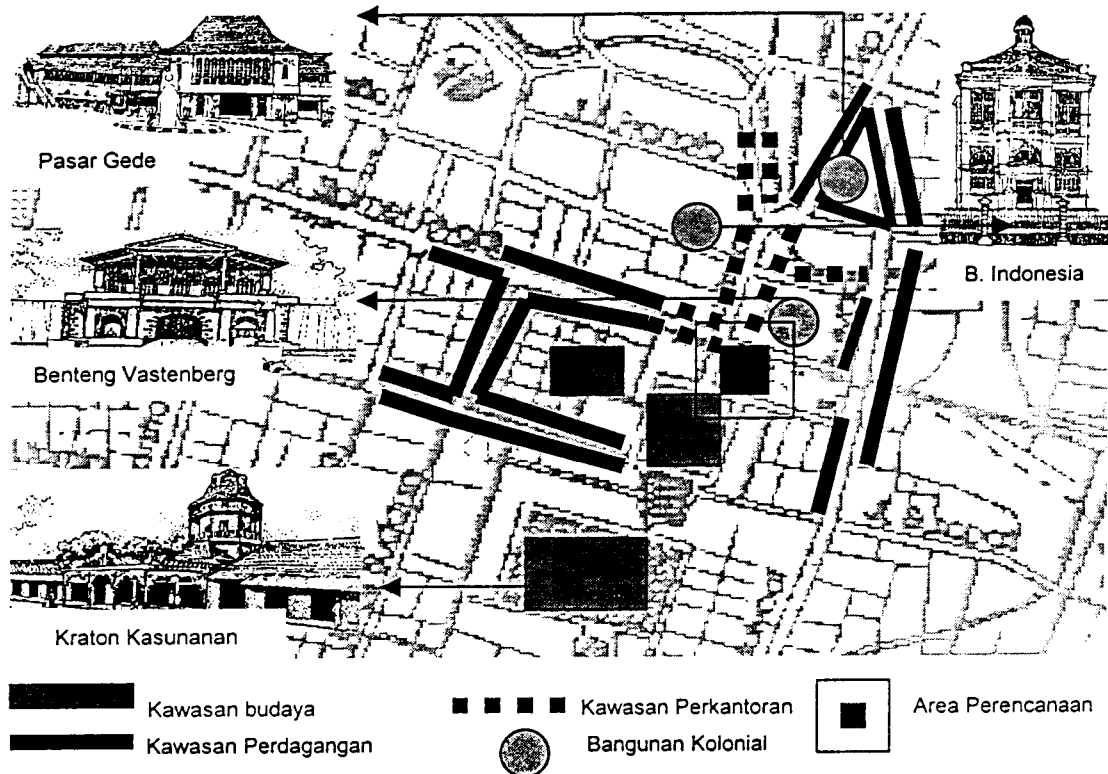 Pasar Gede
B. Indonesia
Benteng Vastenberg
Kraton Kasunanan
Kawasan budaya
Kawasan Perkantoran
Area Perencanaan
Kawasan Perdagangan
Bangunan Kolonial